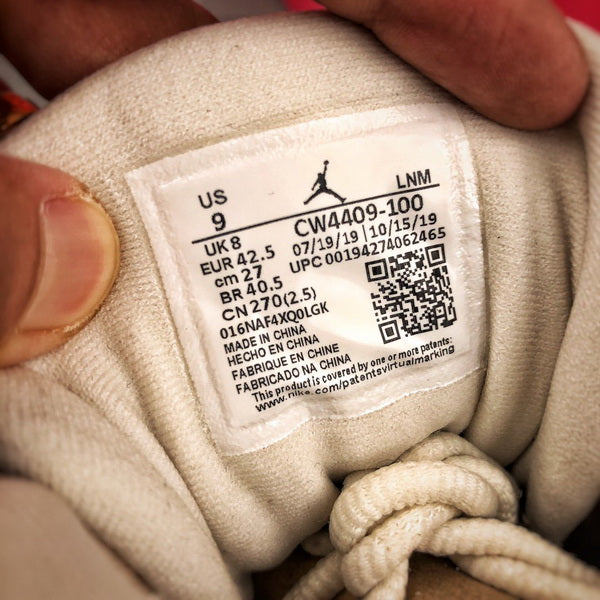 US LNM
9
CW4409-100
UK 8
07/19/19 | 10/15/19
EUR 42.5
UPC 00194274062465
cm 27
BR 40.5
CN 270(2.5)
016NAF4XQ0LGK
MADE IN CHINA
HECHO EN CHINA
FABRIQUE EN CHINE
FABRICADO NA CHINA
This product is covered by one or more patents:
www.nike.com/patentsvirtualmarking